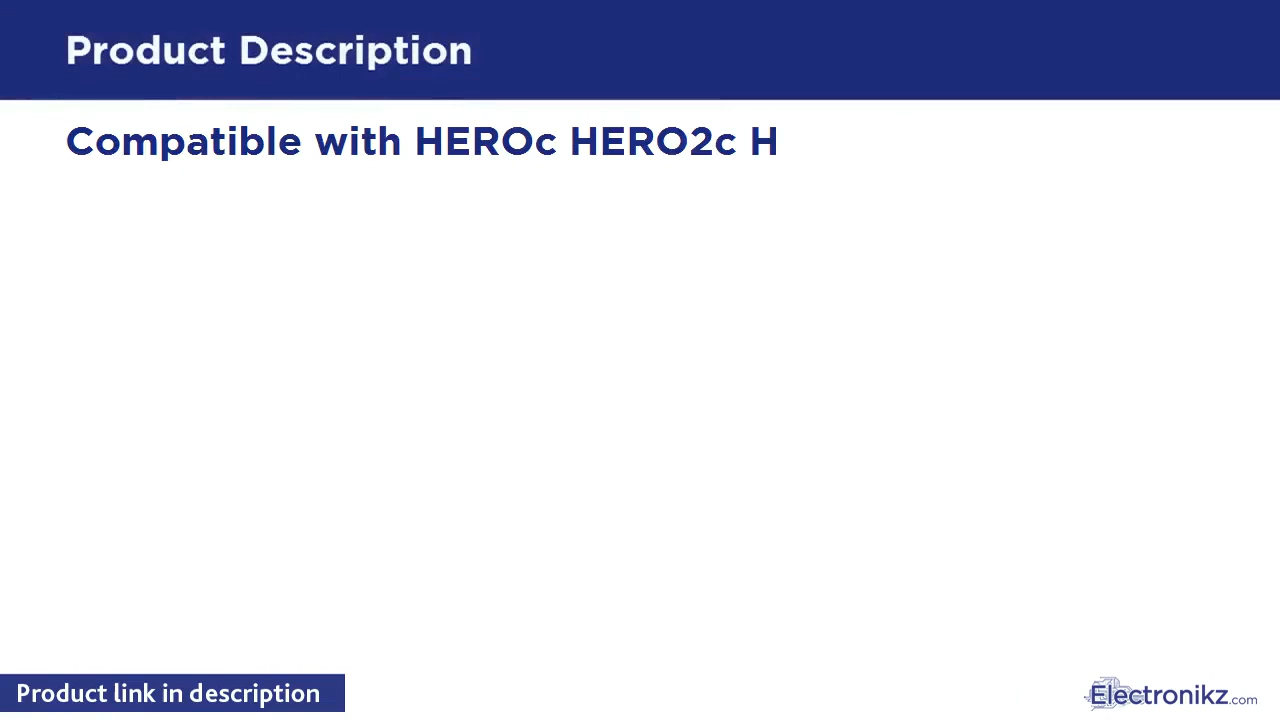 Product Description
Compatible with HEROc HERO2c H
Product link in description
Electronikz.com